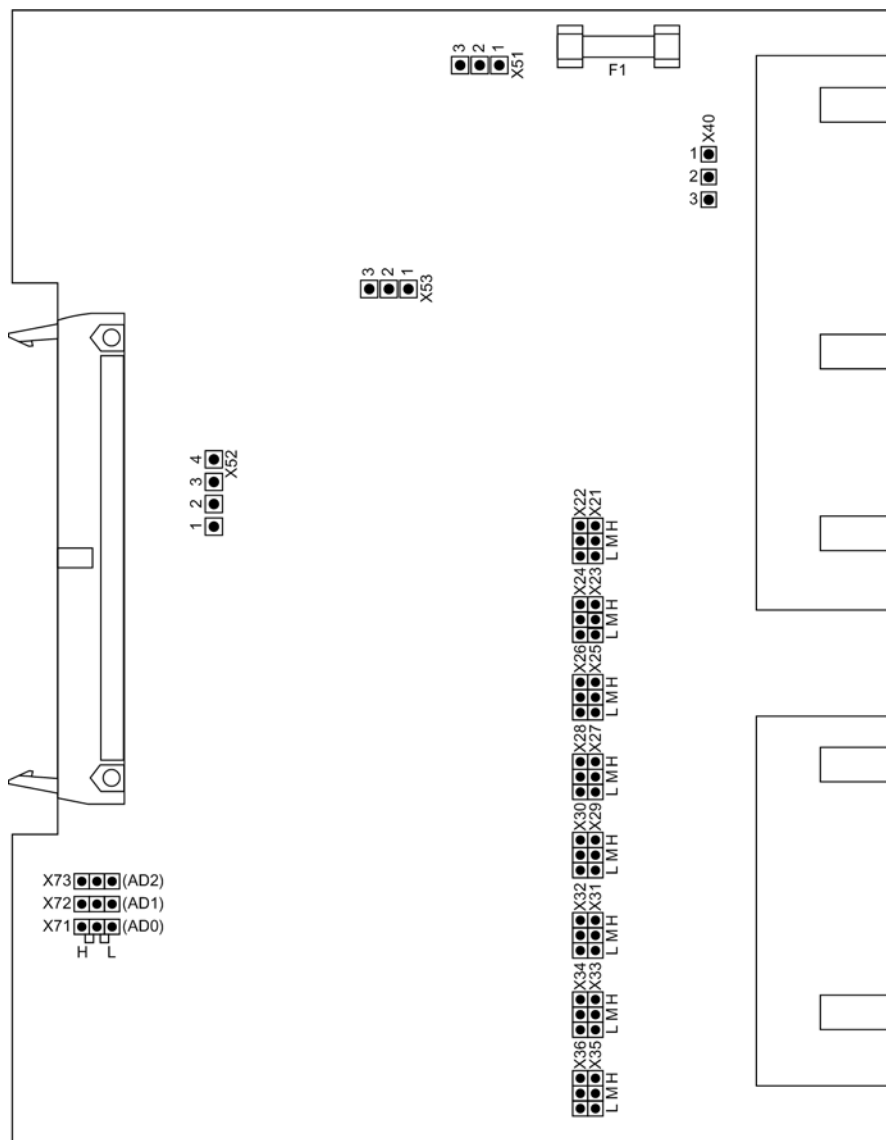 3 2 1
X51
F1
X40
1
2
3
3 2 1
X53
4
3
2
1
X52
X22 X21
L M H
X24 X23
L M H
X26 X25
L M H
X28 X27
L M H
X30 X29
L M H
X32 X31
L M H
X34 X33
L M H
X36 X35
L M H
X73 (AD2)
X72 (AD1)
X71 (AD0)
H L